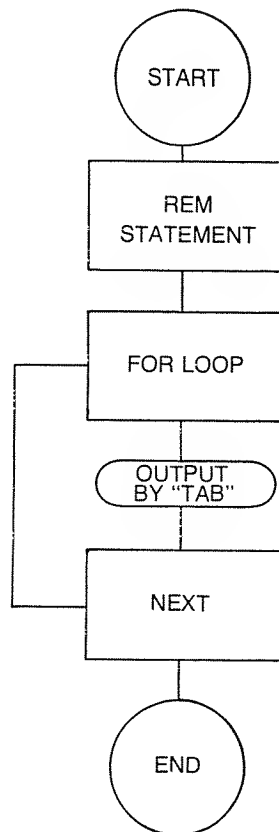 START
REM
STATEMENT
FOR LOOP
OUTPUT
BY "TAB"
NEXT
END